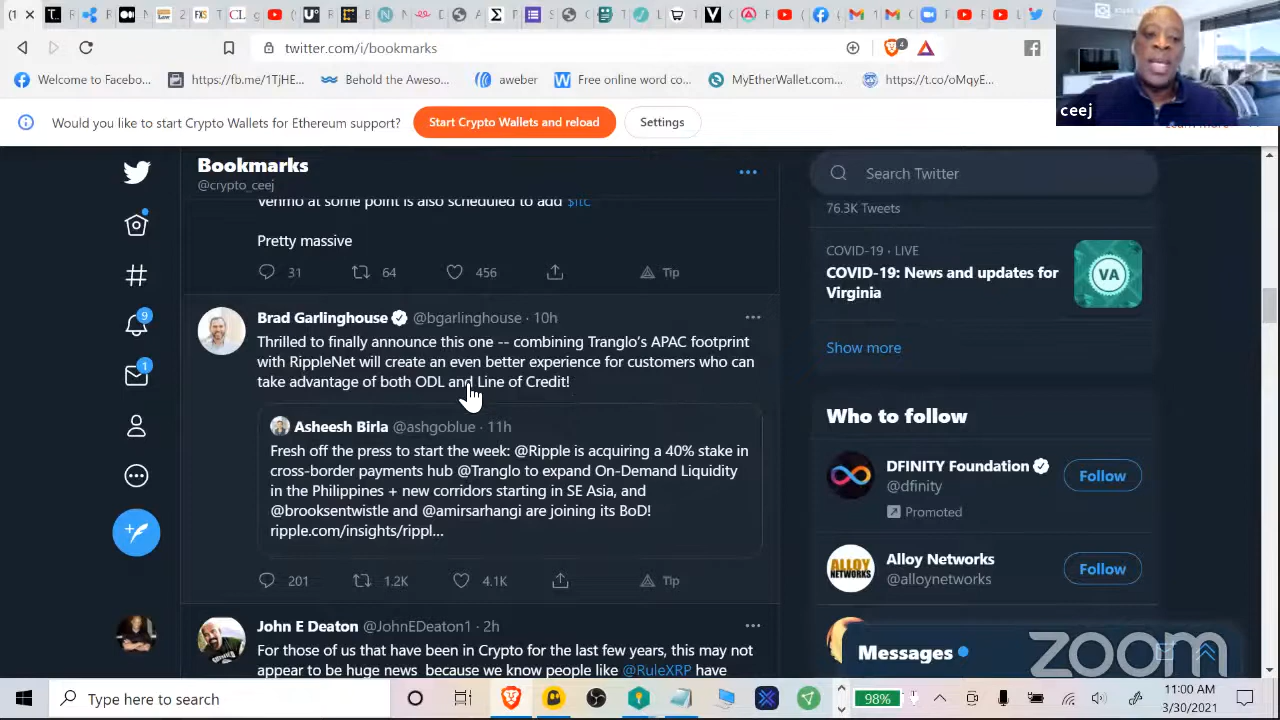 (1
T
R
M
Law
FXS
CL
U°
N
twitter.com/i/bookmarks
4
Welcome to Facebo...
https://fb.me/1TjHE...
Behold the Aweso...
aweber
Free online word co...
MyEtherWallet.com...
https://t.co/oMqyE...
ceej
Would you like to start Crypto Wallets for Ethereum support?
Start Crypto Wallets and reload
Settings
Learn more
Bookmarks
@crypto_ceej
Search Twitter
Venmo at some point is also scheduled to add $ltc
Pretty massive
31
64
456
Tip
76.3K Tweets
COVID-19 · LIVE
COVID-19: News and updates for
Virginia
VA
Show more
9
1
Brad Garlinghouse @bgarlinghouse · 10h
Thrilled to finally announce this one -- combining Tranglo's APAC footprint
with RippleNet will create an even better experience for customers who can
take advantage of both ODL and Line of Credit!
Asheesh Birla @ashgoblue · 11h
Fresh off the press to start the week: @Ripple is acquiring a 40% stake in
cross-border payments hub @Tranglo to expand On-Demand Liquidity
in the Philippines + new corridors starting in SE Asia, and
@brooksentwistle and @amirsarhangi are joining its BoD!
ripple.com/insights/rippl...
201
1.2K
4.1K
Tip
Who to follow
DFINITY Foundation
@dfinity
Follow
Promoted
ALLOY
NETWORKS
Alloy Networks
@alloynetworks
Follow
John E Deaton @JohnEDeaton1 · 2h
For those of us that have been in Crypto for the last few years, this may not
appear to be huge news because we know people like @RuleXRP have
Messages
zoom
Type here to search
98%
11:00 AM
3/30/2021